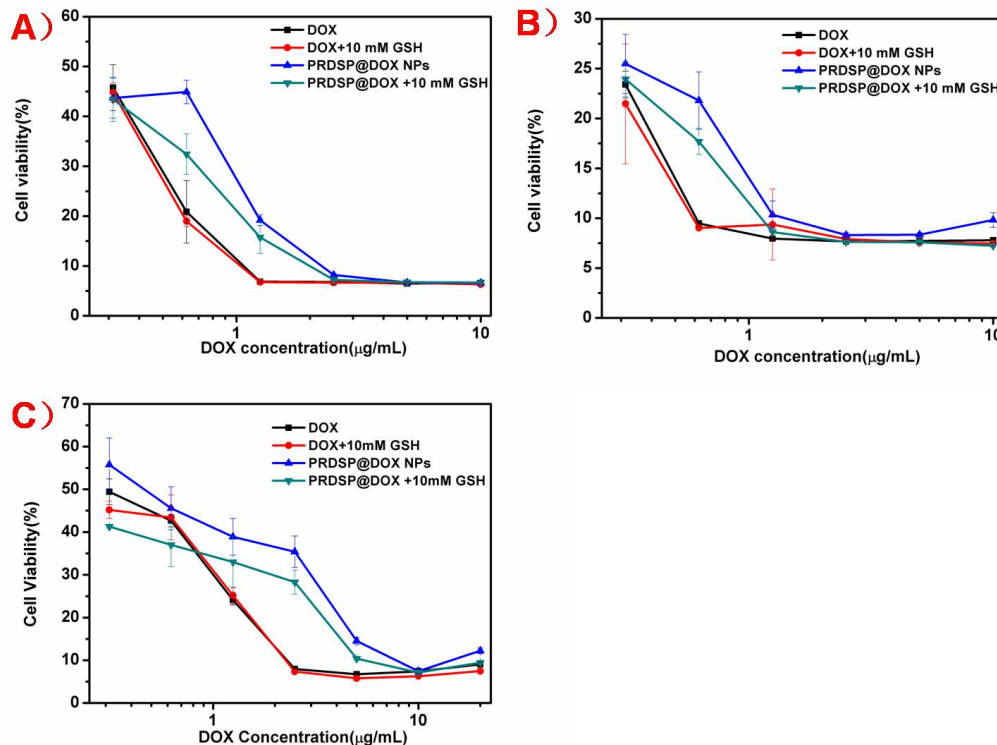 A)
DOX
DOX+10 mM GSH
PRDSP@DOX NPs
PRDSP@DOX +10 mM GSH
60
50
40
30
20
10
0
Cell viability(%)
1
10
DOX concentration(μg/mL)
B)
DOX
DOX+10 mM GSH
PRDSP@DOX NPs
PRDSP@DOX +10 mM GSH
30
25
20
15
10
5
0
Cell viability(%)
1
10
DOX concentration(μg/mL)
C)
DOX
DOX+10mM GSH
PRDSP@DOX NPs
PRDSP@DOX +10mM GSH
70
60
50
40
30
20
10
0
Cell Viability(%)
1
10
DOX Concentration(μg/mL)